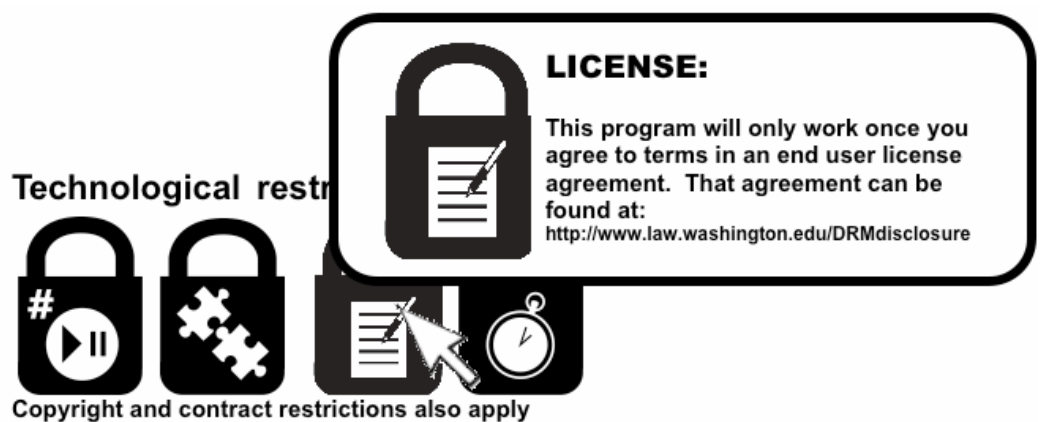 LICENSE:
This program will only work once you
agree to terms in an end user license
agreement. That agreement can be
found at:
http://www.law.washington.edu/DRMdisclosure
Technological restr
#
Copyright and contract restrictions also apply